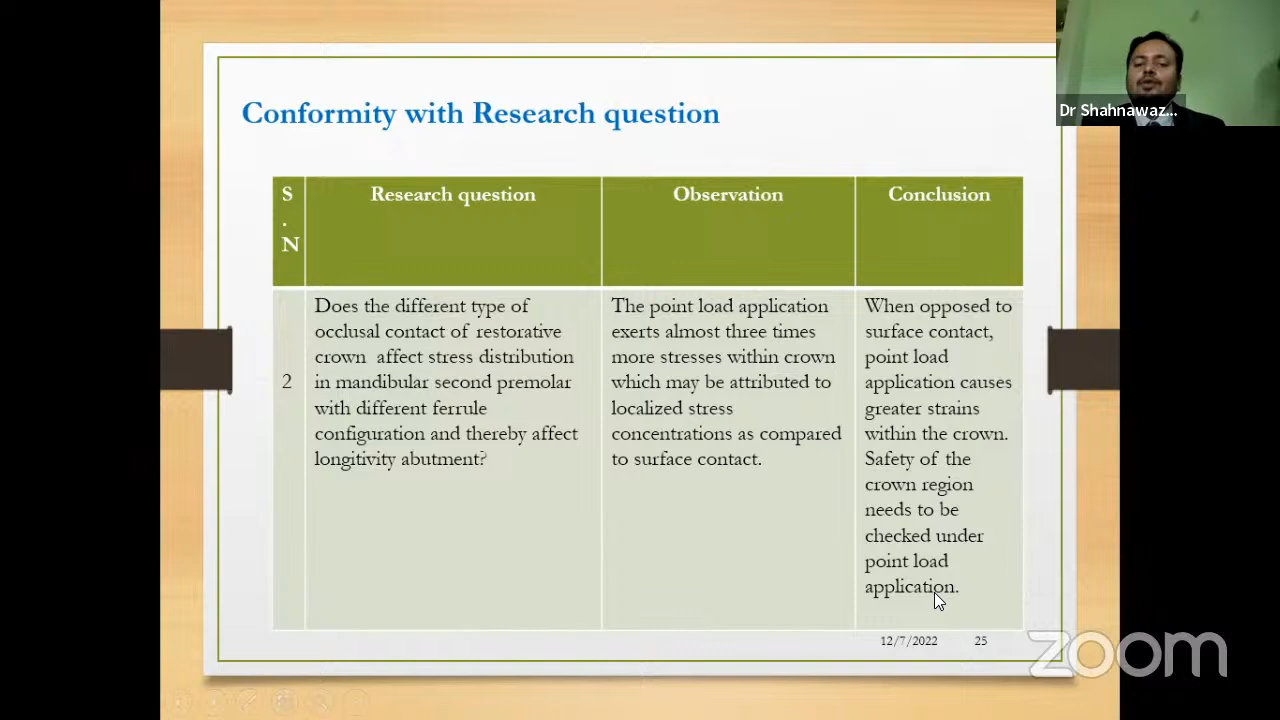 Conformity with Research question
S
.
N
Research question
Observation
Conclusion
2
Does the different type of
occlusal contact of restorative
crown affect stress distribution
in mandibular second premolar
with different ferrule
configuration and thereby affect
longitivity abutment?
The point load application
exerts almost three times
more stresses within crown
which may be attributed to
localized stress
concentrations as compared
to surface contact.
When opposed to
surface contact,
point load
application causes
greater strains
within the crown.
Safety of the
crown region
needs to be
checked under
point load
application.
12/7/2022 25
Dr Shahnawaz...
zoom